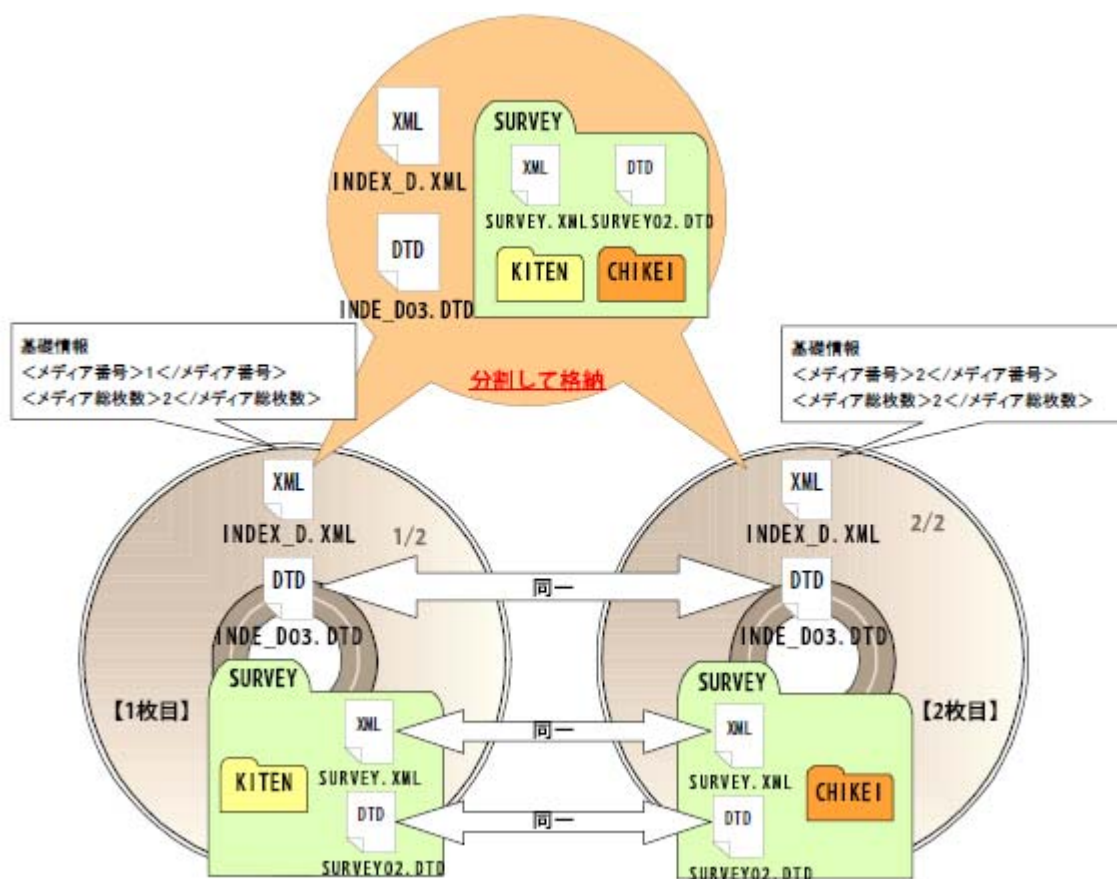 XML
INDEX_D.XML
DTD
INDE_D03.DTD
SURVEY
XML
SURVEY.XML
DTD
SURVEY02.DTD
KITEN
CHIKEI
分割して格納
基礎情報
<メディア番号>1</メディア番号>
<メディア総枚数>2</メディア総枚数>
基礎情報
<メディア番号>2</メディア番号>
<メディア総枚数>2</メディア総枚数>
XML
INDEX_D.XML
1/2
DTD
INDE_D03.DTD
【1枚目】
SURVEY
XML
SURVEY.XML
KITEN
DTD
SURVEY02.DTD
同一
同一
同一
XML
INDEX_D.XML
2/2
DTD
INDE_D03.DTD
【2枚目】
SURVEY
XML
SURVEY.XML
CHIKEI
DTD
SURVEY02.DTD